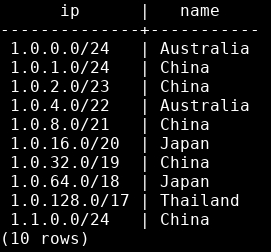 ip | name
---------------+-----------
1.0.0.0/24 | Australia
1.0.1.0/24 | China
1.0.2.0/23 | China
1.0.4.0/22 | Australia
1.0.8.0/21 | China
1.0.16.0/20 | Japan
1.0.32.0/19 | China
1.0.64.0/18 | Japan
1.0.128.0/17 | Thailand
1.1.0.0/24 | China
(10 rows)